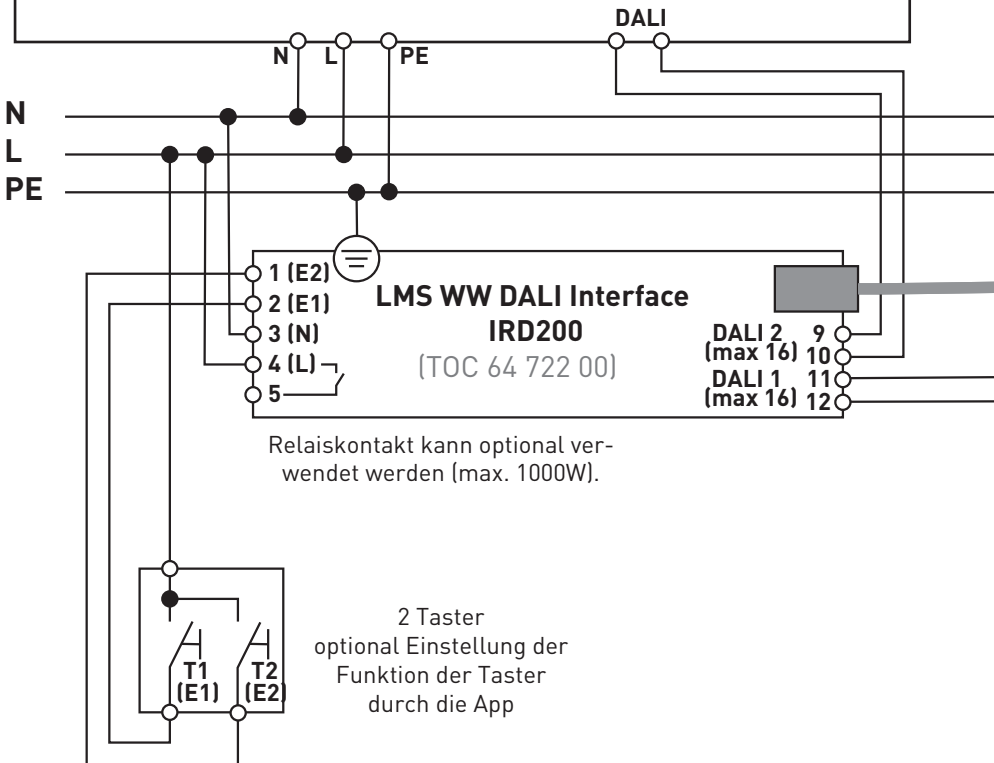 DALI
N L PE
N
L
PE
1 (E2)
2 (E1)
3 (N)
4 (L)
5
LMS WW DALI Interface
IRD200
(TOC 64 722 00)
DALI 2 9
(max 16) 10
DALI 1 11
(max 16) 12
Relaiskontakt kann optional ver-
wendet werden (max. 1000W).
T1 T2
(E1) (E2)
2 Taster
optional Einstellung der
Funktion der Taster
durch die App